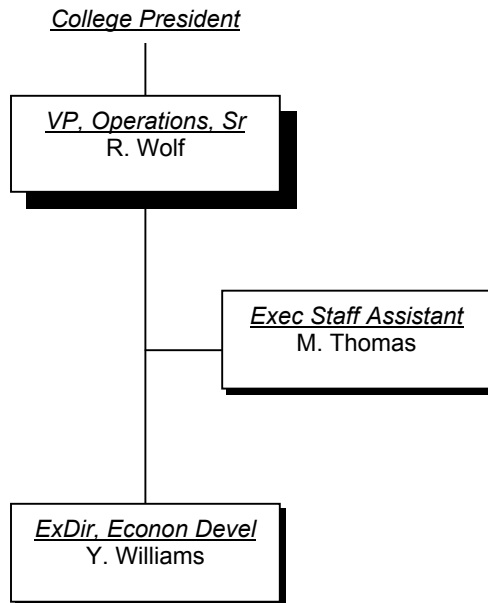 College President
VP, Operations, Sr
R. Wolf
Exec Staff Assistant
M. Thomas
ExDir, Econon Devel
Y. Williams